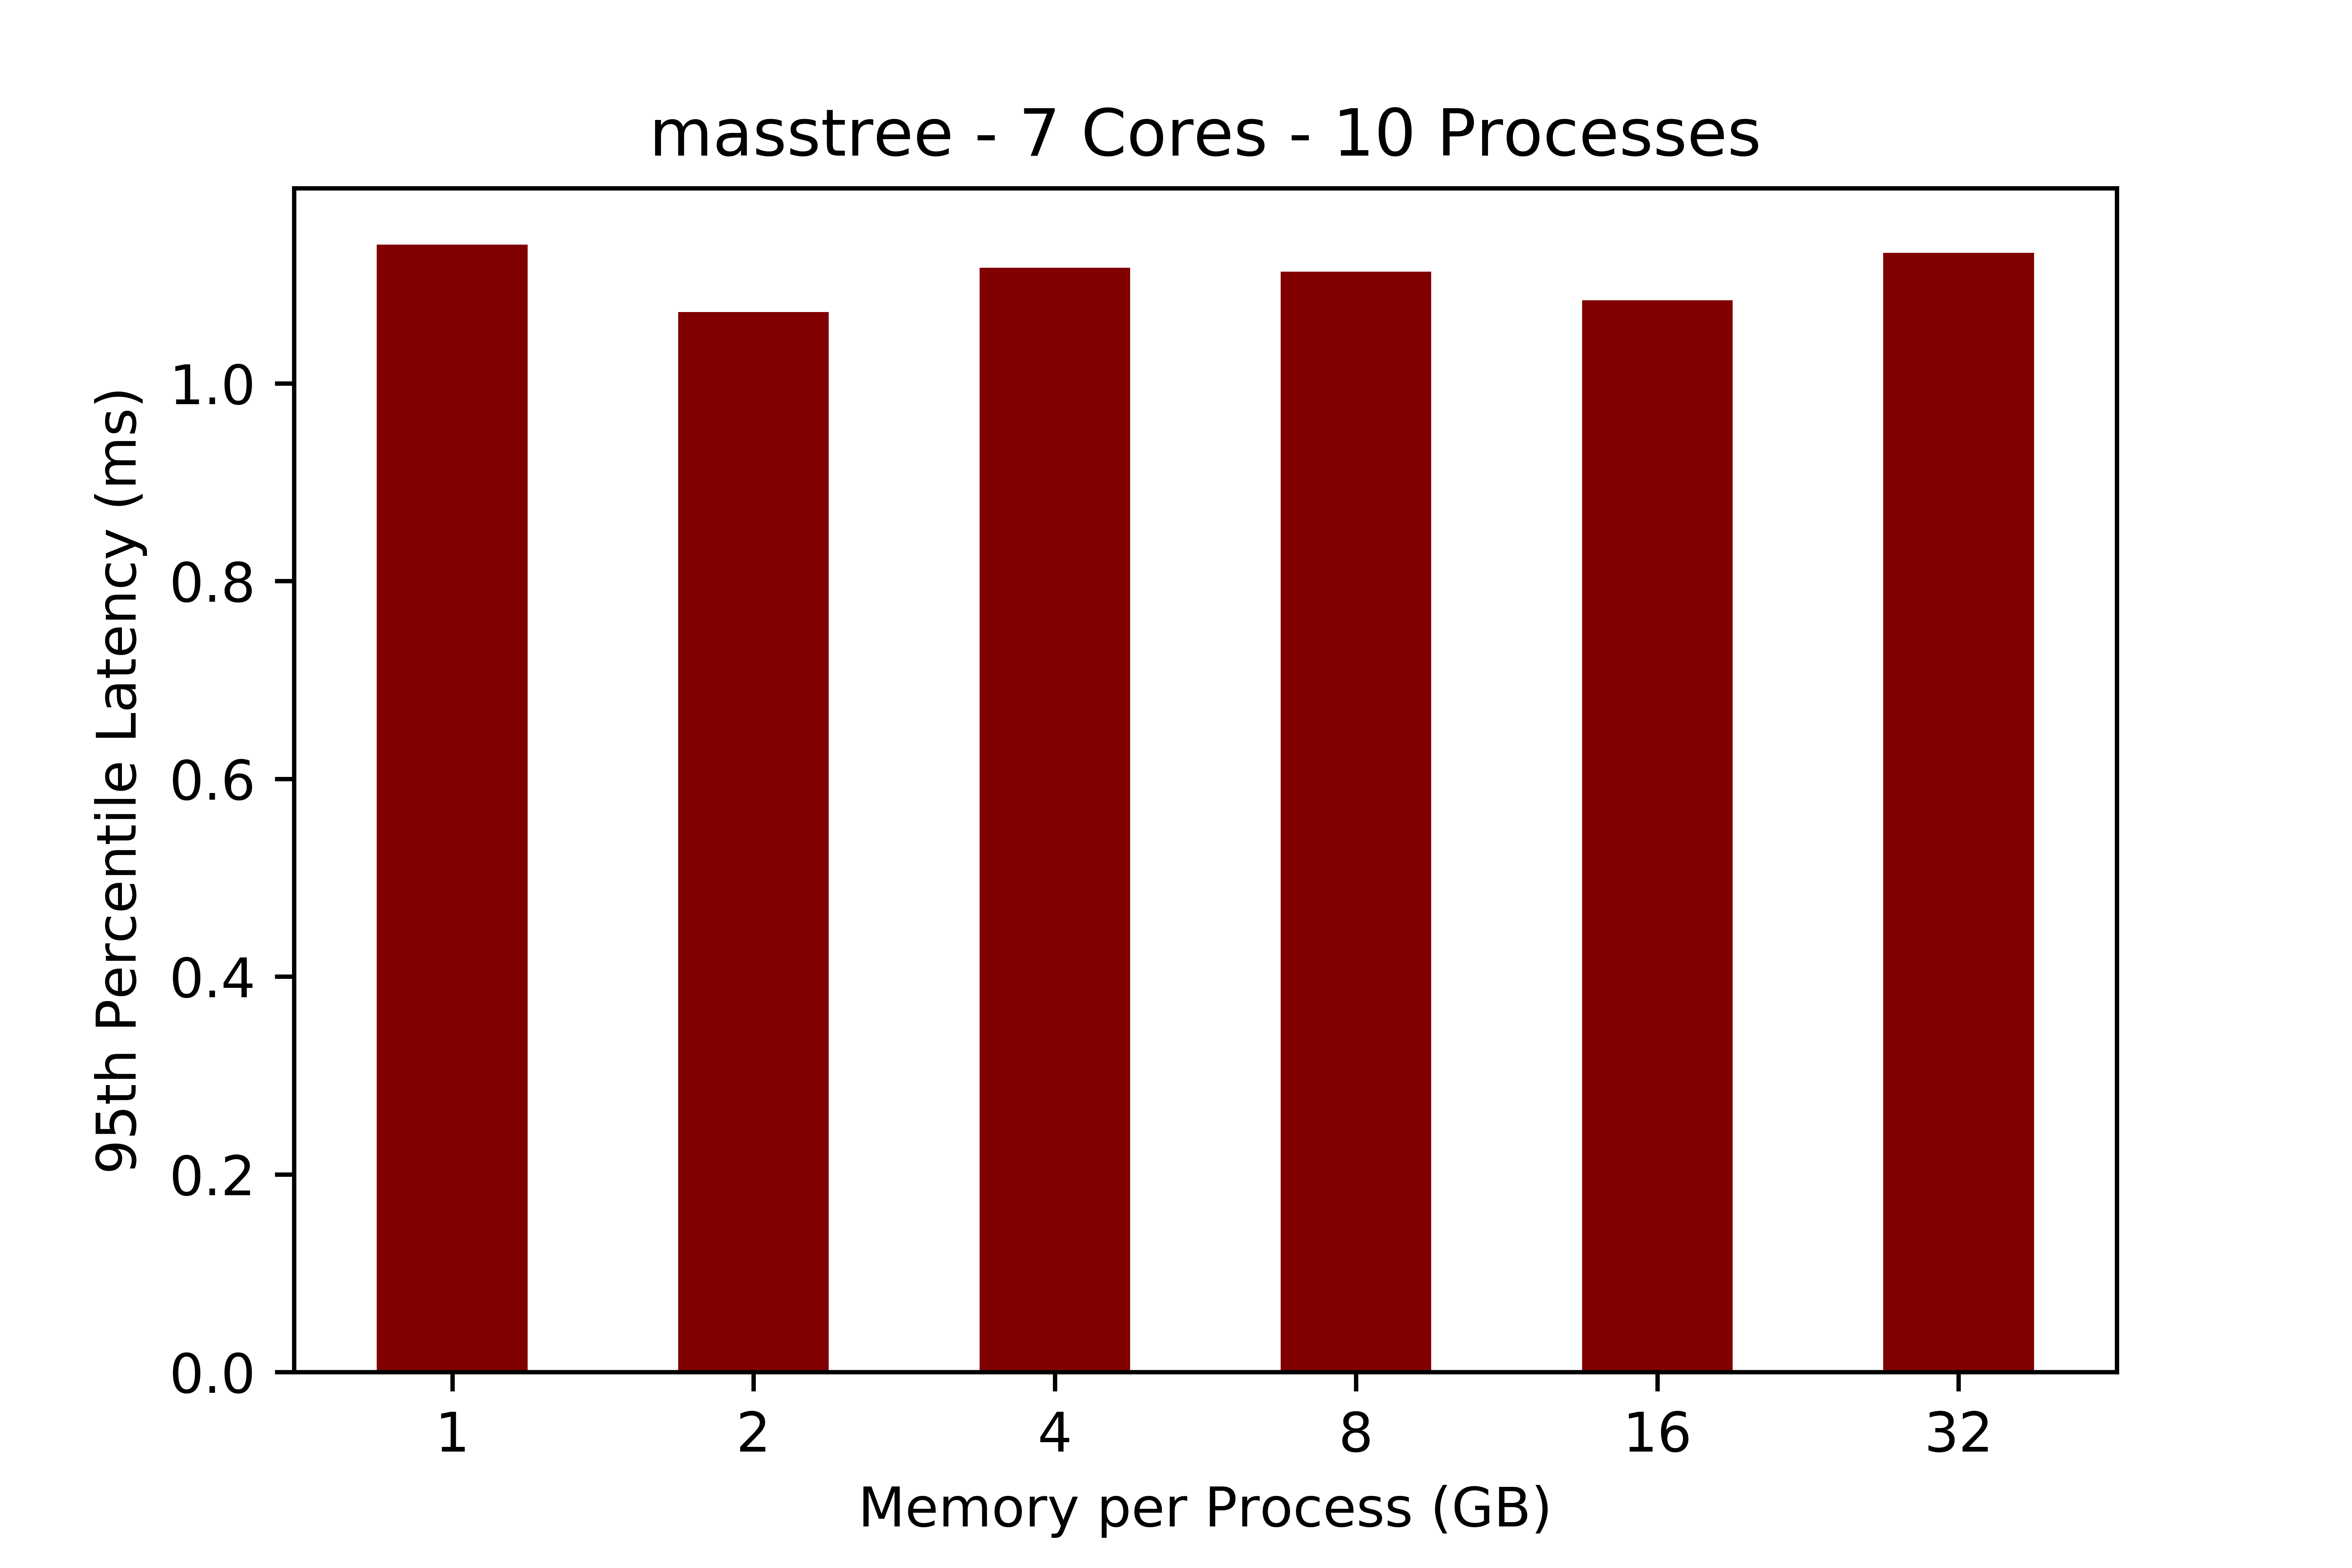 masstree - 7 Cores - 10 Processes
95th Percentile Latency (ms)
1.0
0.8
0.6
0.4
0.2
0.0
1 2 4 8 16 32
Memory per Process (GB)